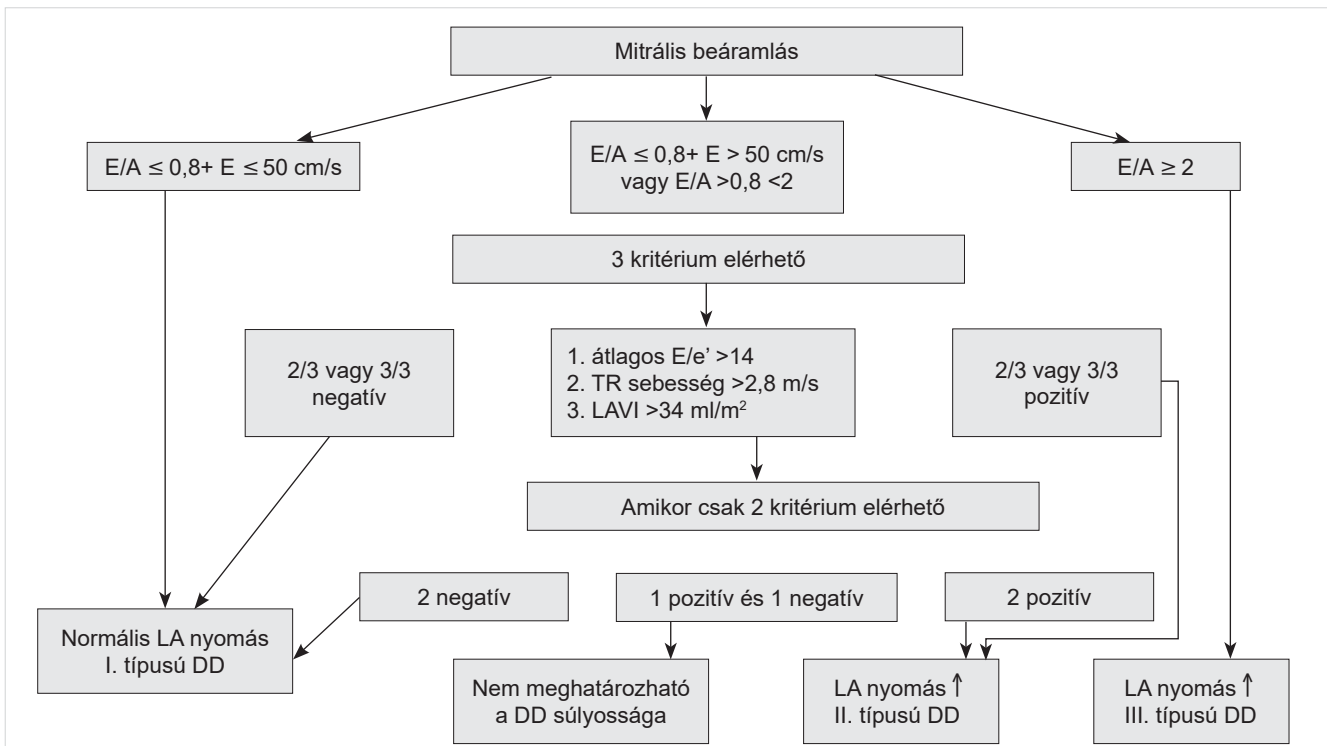 Mitrális beáramlás
E/A ≤ 0,8+ E ≤ 50 cm/s
E/A ≤ 0,8+ E > 50 cm/s
vagy E/A >0,8 <2
E/A ≥ 2
3 kritérium elérhető
2/3 vagy 3/3
negatív
1. átlagos E/e’ >14
2. TR sebesség >2,8 m/s
3. LAVI >34 ml/m²
2/3 vagy 3/3
pozitív
Amikor csak 2 kritérium elérhető
2 negatív
1 pozitív és 1 negatív
2 pozitív
Normális LA nyomás
I. típusú DD
Nem meghatározható
a DD súlyossága
LA nyomás ↑
II. típusú DD
LA nyomás ↑
III. típusú DD